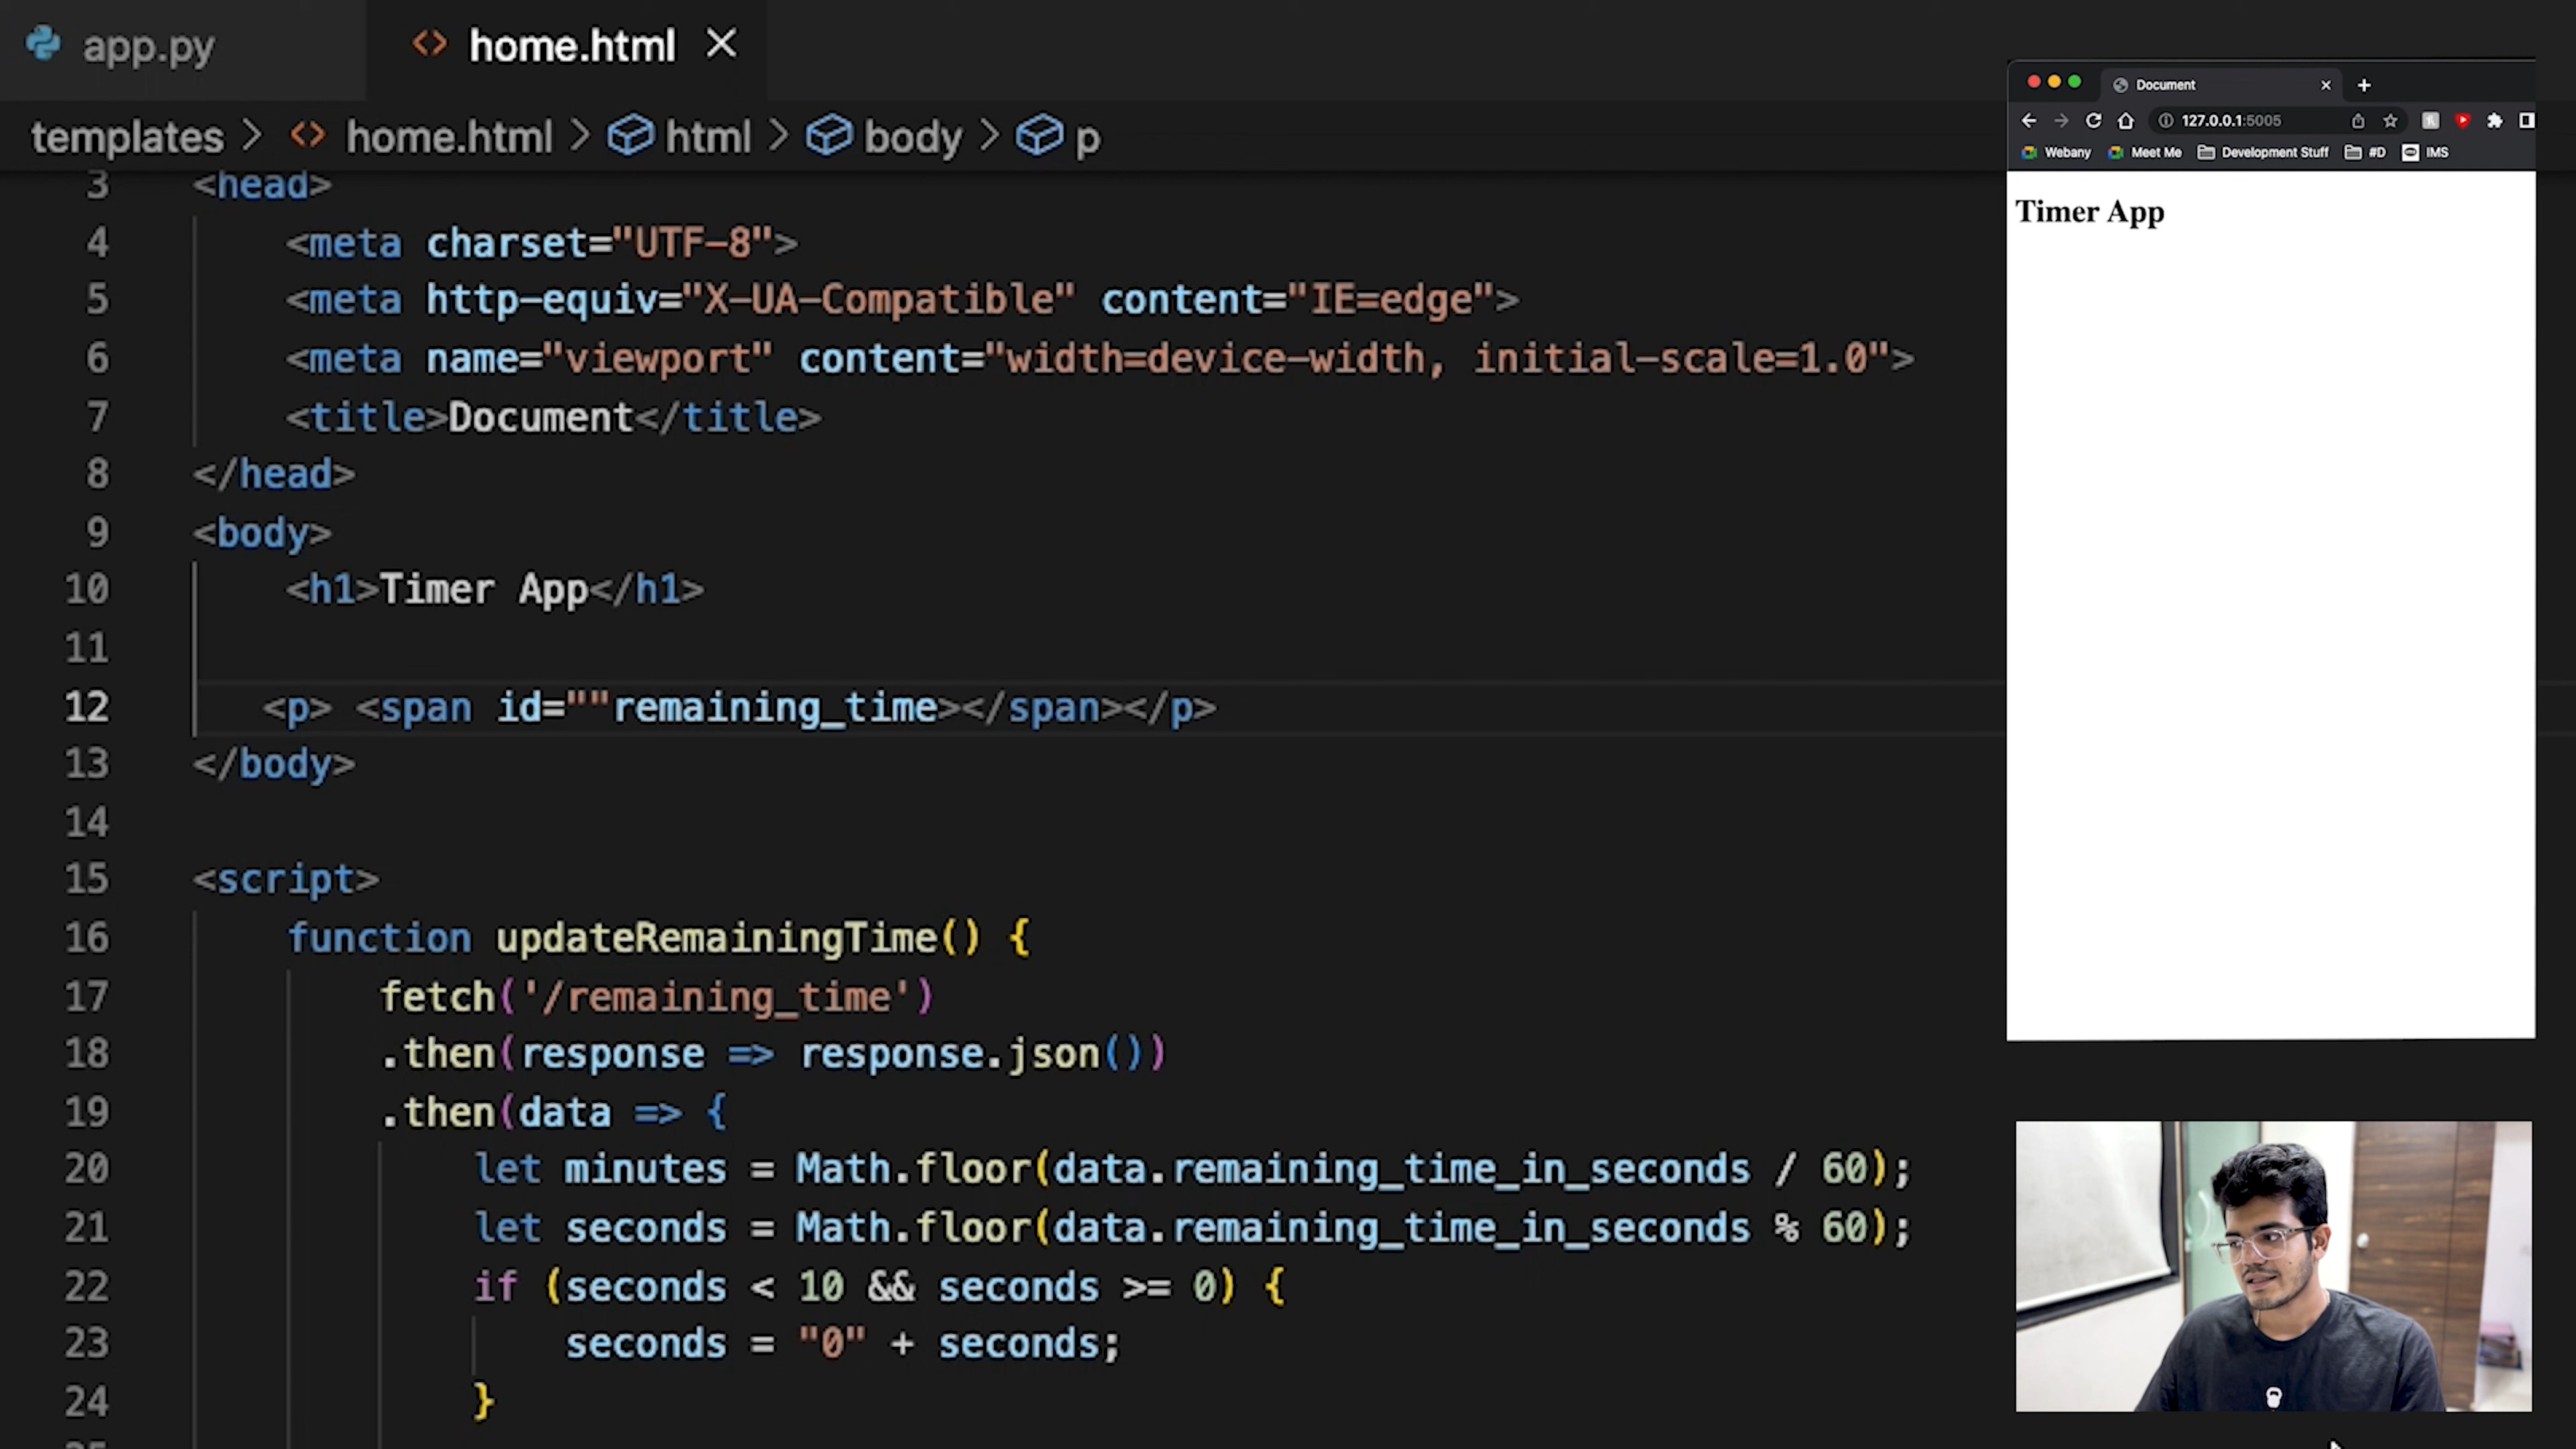 app.py
home.html
templates > home.html > html > body > p
3 <head>
4 <meta charset="UTF-8">
5 <meta http-equiv="X-UA-Compatible" content="IE=edge">
6 <meta name="viewport" content="width=device-width, initial-scale=1.0">
7 <title>Document</title>
8 </head>
9 <body>
10 <h1>Timer App</h1>
11
12 <p> <span id=""remaining_time></span></p>
13 </body>
14
15 <script>
16 function updateRemainingTime() {
17 fetch('/remaining_time')
18 .then(response => response.json())
19 .then(data => {
20 let minutes = Math.floor(data.remaining_time_in_seconds / 60);
21 let seconds = Math.floor(data.remaining_time_in_seconds % 60);
22 if (seconds < 10 && seconds >= 0) {
23 seconds = "0" + seconds;
24 }
Document
127.0.0.1:5005
Webany Meet Me Development Stuff #D IMS
Timer App